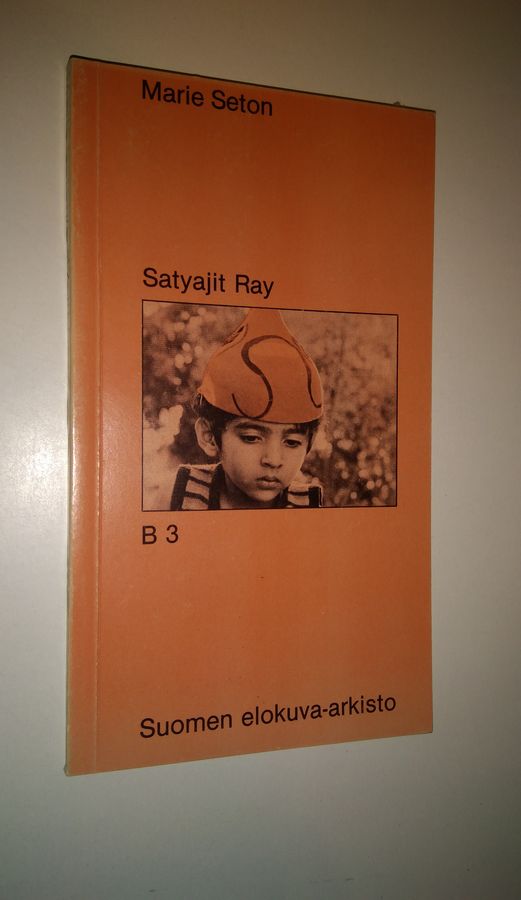 Marie Seton
Satyajit Ray
B 3
Suomen elokuva-arkisto